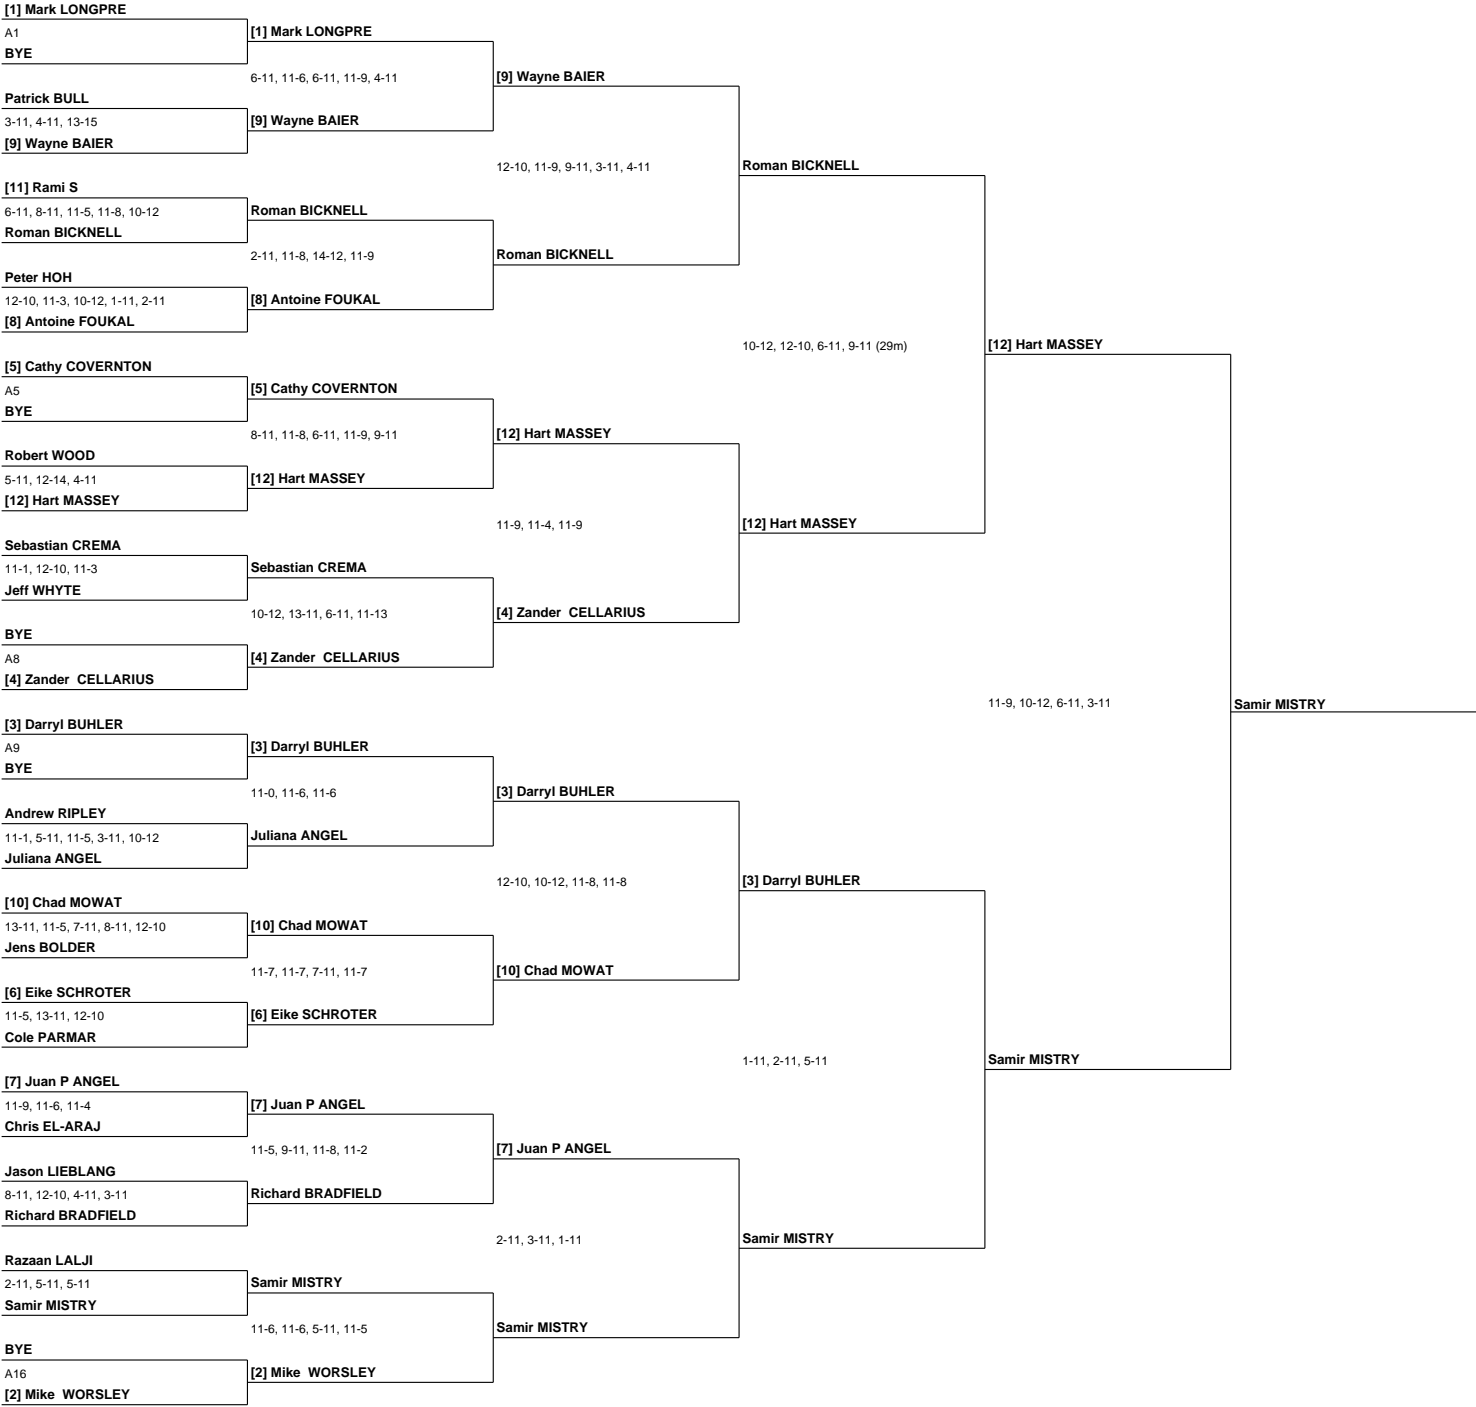 [1] Mark LONGPRE
A1
[1] Mark LONGPRE
BYE
6-11, 11-6, 6-11, 11-9, 4-11
[9] Wayne BAIER
Patrick BULL
3-11, 4-11, 13-15
[9] Wayne BAIER
[9] Wayne BAIER
12-10, 11-9, 9-11, 3-11, 4-11
Roman BICKNELL
[11] Rami S
6-11, 8-11, 11-5, 11-8, 10-12
Roman BICKNELL
Roman BICKNELL
2-11, 11-8, 14-12, 11-9
Roman BICKNELL
Peter HOH
12-10, 11-3, 10-12, 1-11, 2-11
[8] Antoine FOUKAL
[8] Antoine FOUKAL
10-12, 12-10, 6-11, 9-11 (29m)
[12] Hart MASSEY
[5] Cathy COVERNTON
A5
[5] Cathy COVERNTON
BYE
8-11, 11-8, 6-11, 11-9, 9-11
[12] Hart MASSEY
Robert WOOD
5-11, 12-14, 4-11
[12] Hart MASSEY
[12] Hart MASSEY
11-9, 11-4, 11-9
[12] Hart MASSEY
Sebastian CREMA
11-1, 12-10, 11-3
Sebastian CREMA
Jeff WHYTE
10-12, 13-11, 6-11, 11-13
[4] Zander  CELLARIUS
BYE
A8
[4] Zander  CELLARIUS
[4] Zander  CELLARIUS
11-9, 10-12, 6-11, 3-11
Samir MISTRY
[3] Darryl BUHLER
A9
[3] Darryl BUHLER
BYE
11-0, 11-6, 11-6
[3] Darryl BUHLER
Andrew RIPLEY
11-1, 5-11, 11-5, 3-11, 10-12
Juliana ANGEL
Juliana ANGEL
12-10, 10-12, 11-8, 11-8
[3] Darryl BUHLER
[10] Chad MOWAT
13-11, 11-5, 7-11, 8-11, 12-10
[10] Chad MOWAT
Jens BOLDER
11-7, 11-7, 7-11, 11-7
[10] Chad MOWAT
[6] Eike SCHROTER
11-5, 13-11, 12-10
[6] Eike SCHROTER
Cole PARMAR
1-11, 2-11, 5-11
Samir MISTRY
[7] Juan P ANGEL
11-9, 11-6, 11-4
[7] Juan P ANGEL
Chris EL-ARAJ
11-5, 9-11, 11-8, 11-2
[7] Juan P ANGEL
Jason LIEBLANG
8-11, 12-10, 4-11, 3-11
Richard BRADFIELD
Richard BRADFIELD
2-11, 3-11, 1-11
Samir MISTRY
Razaan LALJI
2-11, 5-11, 5-11
Samir MISTRY
Samir MISTRY
11-6, 11-6, 5-11, 11-5
Samir MISTRY
BYE
A16
[2] Mike  WORSLEY
[2] Mike  WORSLEY